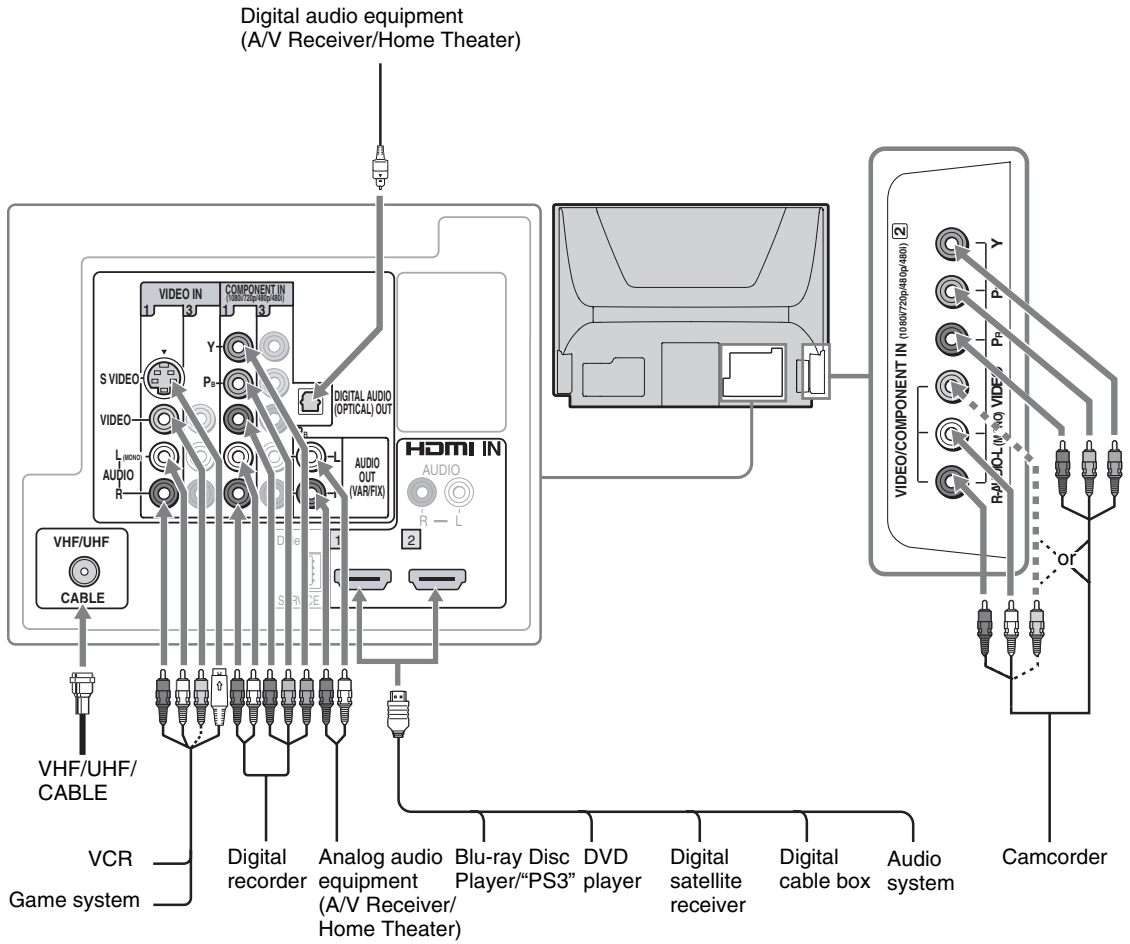 Digital audio equipment
(A/V Receiver/Home Theater)
VIDEO IN
1
3
COMPONENT IN
(1080i/720p/480p/480i)
1
3
S VIDEO
VIDEO
L (MONO)
AUDIO
R
Y
PB
DIGITAL AUDIO
(OPTICAL) OUT
L
AUDIO
OUT
(VAR/FIX)
HDMI IN
AUDIO
R — L
1
2
VHF/UHF
CABLE
VIDEO/COMPONENT IN (1080i/720p/480p/480i) 2
Y
PR
VIDEO
L (MONO)
R-AUDIO-
or
VHF/UHF/
CABLE
VCR
Game system
Digital
recorder
Analog audio
equipment
(A/V Receiver/
Home Theater)
Blu-ray Disc
Player/“PS3”
DVD
player
Digital
satellite
receiver
Digital
cable box
Audio
system
Camcorder